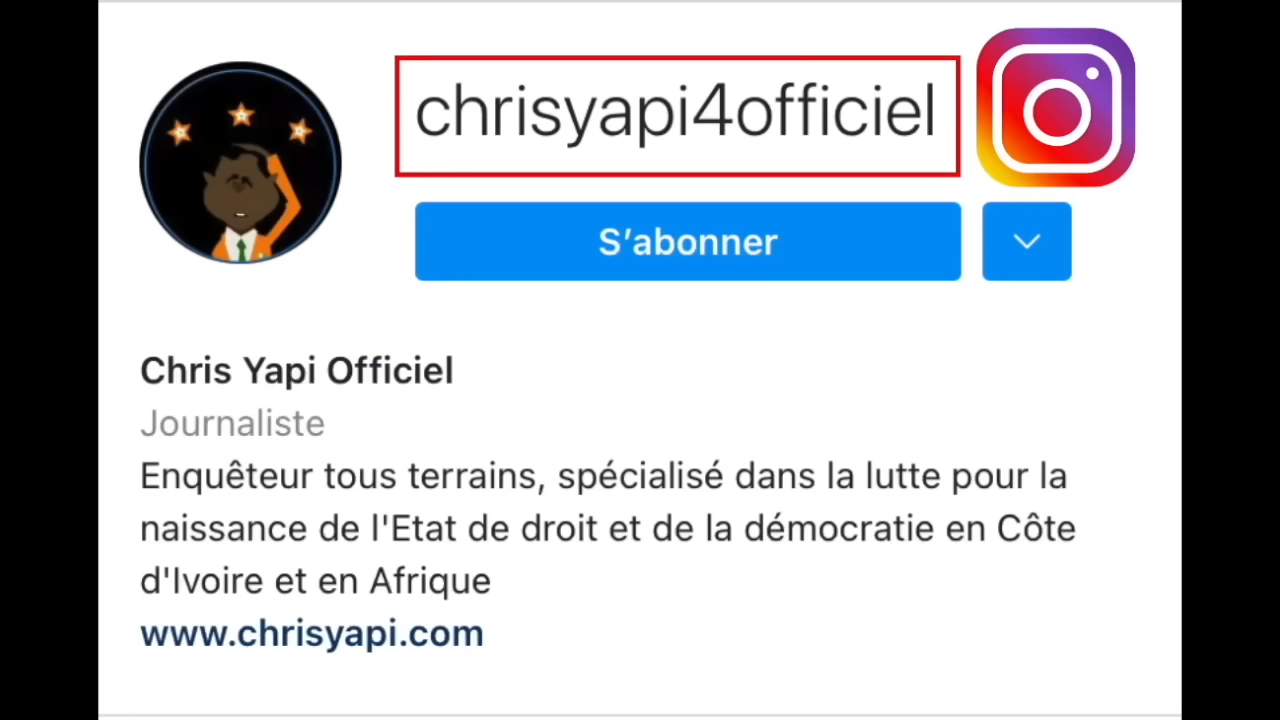 chrisyapi4officiel
S’abonner
Chris Yapi Officiel
Journaliste
Enquêteur tous terrains, spécialisé dans la lutte pour la
naissance de l'Etat de droit et de la démocratie en Côte
d'Ivoire et en Afrique
www.chrisyapi.com